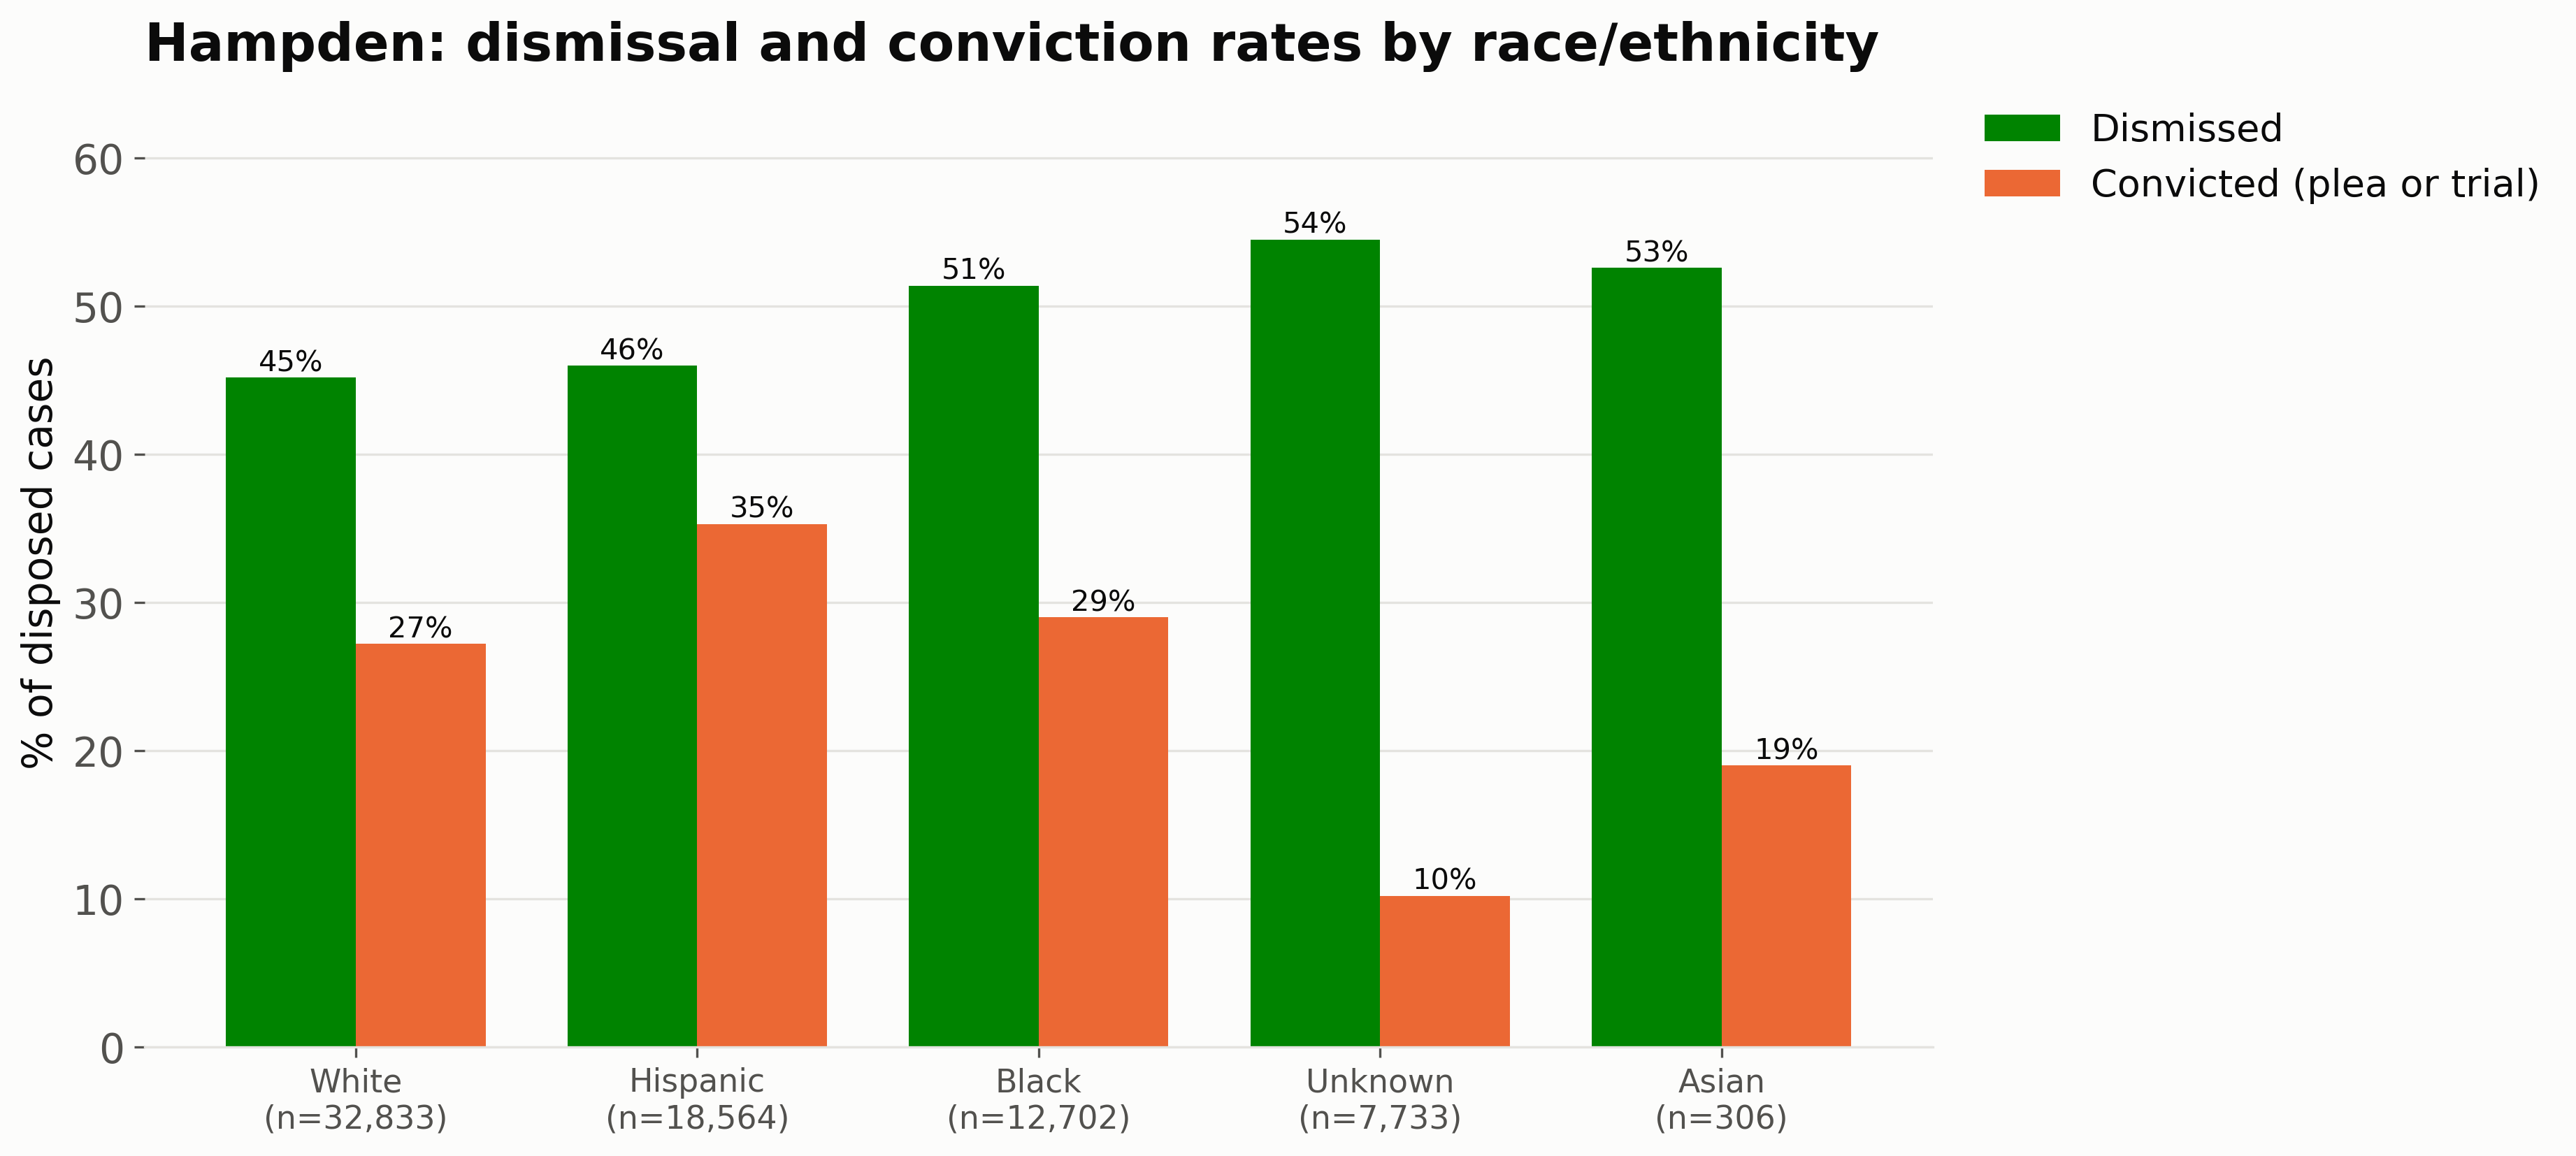 Hampden: dismissal and conviction rates by race/ethnicity
Dismissed
Convicted (plea or trial)
% of disposed cases
60
50
40
30
20
10
0
45%
27%
46%
35%
51%
29%
54%
10%
53%
19%
White
(n=32,833)
Hispanic
(n=18,564)
Black
(n=12,702)
Unknown
(n=7,733)
Asian
(n=306)